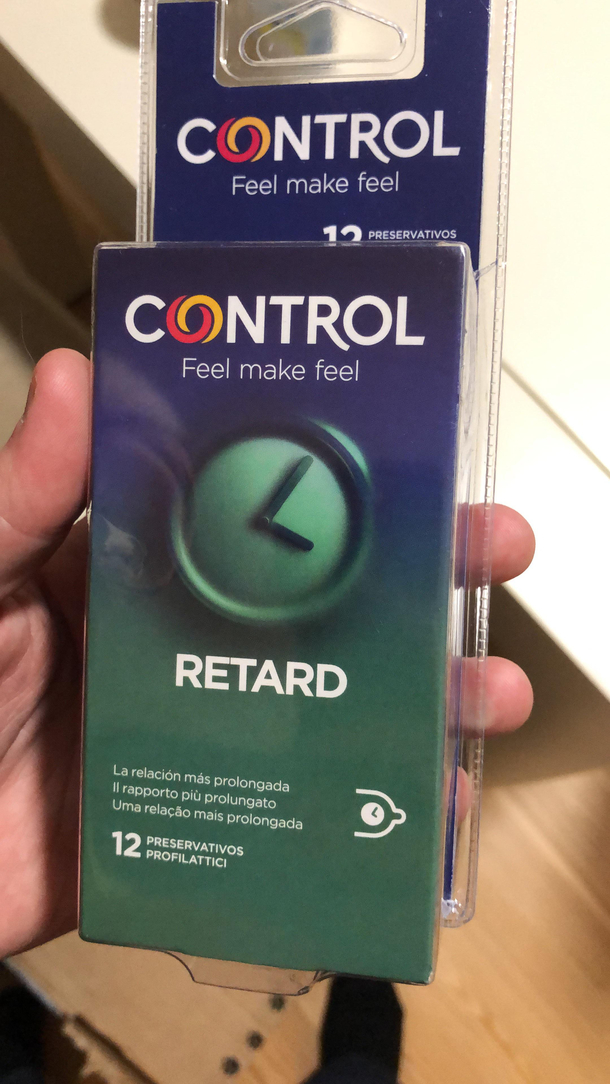 CONTROL
Feel make feel
12 PRESERVATIVOS
CONTROL
Feel make feel
RETARD
La relación más prolongada
Il rapporto più prolungato
Uma relação mais prolongada
12 PRESERVATIVOS
PROFILATTICI